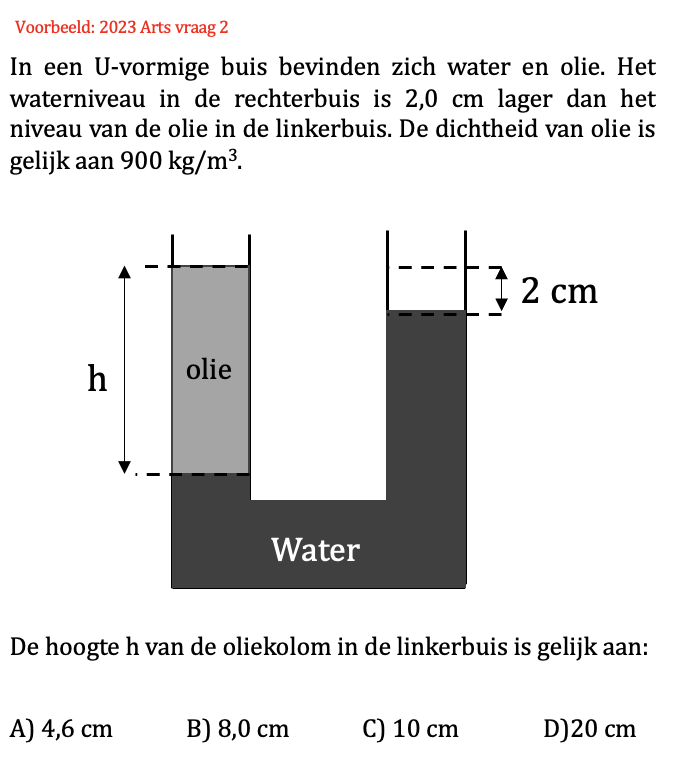 Voorbeeld: 2023 Arts vraag 2
In een U-vormige buis bevinden zich water en olie. Het
waterniveau in de rechterbuis is 2,0 cm lager dan het
niveau van de olie in de linkerbuis. De dichtheid van olie is
gelijk aan 900 kg/m³.
2 cm
olie
h
Water
De hoogte h van de oliekolom in de linkerbuis is gelijk aan:
A) 4,6 cm B) 8,0 cm C) 10 cm D)20 cm